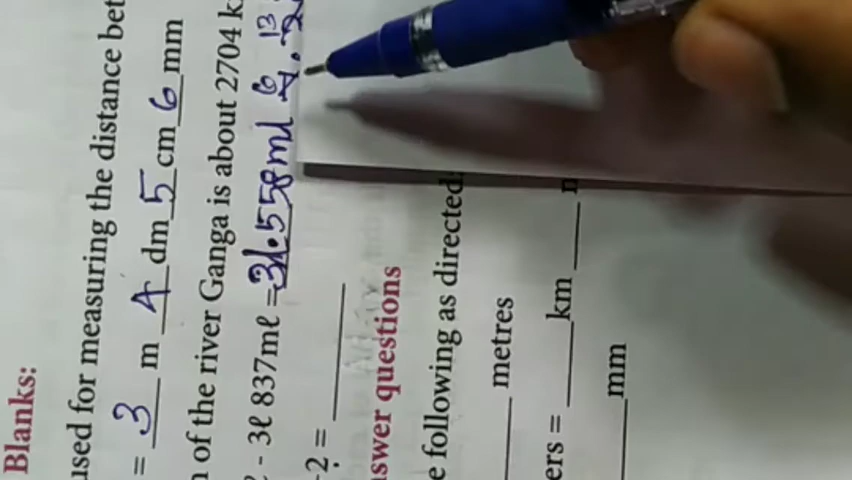 Blanks:
used for measuring the distance bet
= 3 m 4 dm 5 cm 6 mm
of the river Ganga is about 2704 k
- 3ℓ 837mℓ = 3l.558ml
2 =
swer questions
e following as directed.
metres
ers = km
mm